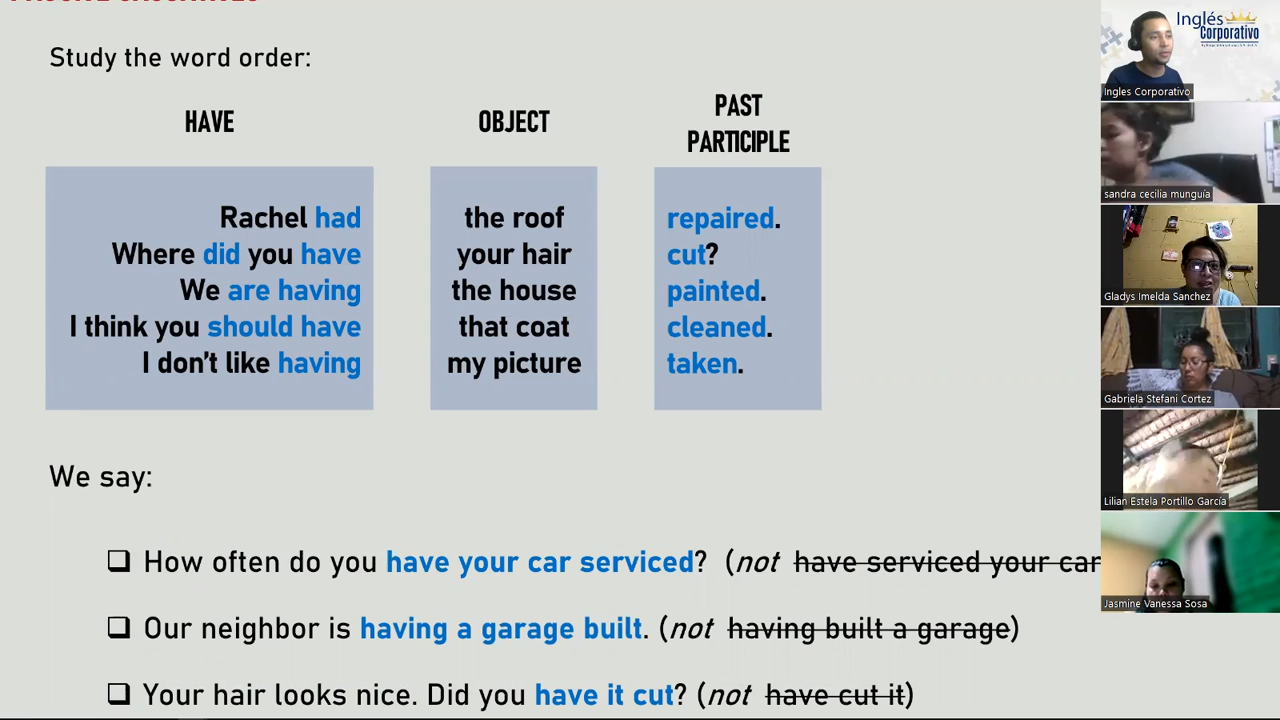 Study the word order:
HAVE
OBJECT
PAST
PARTICIPLE
Rachel had the roof repaired.
Where did you have your hair cut?
We are having the house painted.
I think you should have that coat cleaned.
I don't like having my picture taken.
We say:
❑ How often do you have your car serviced? (not have serviced your car
❑ Our neighbor is having a garage built. (not having built a garage)
❑ Your hair looks nice. Did you have it cut? (not have cut it)
Inglés
Corporativo
Ingles Corporativo
sandra cecilia munguía
Gladys Imelda Sanchez
Gabriela Stefani Cortez
Lilian Estela Portillo García
Jasmine Vanessa Sosa